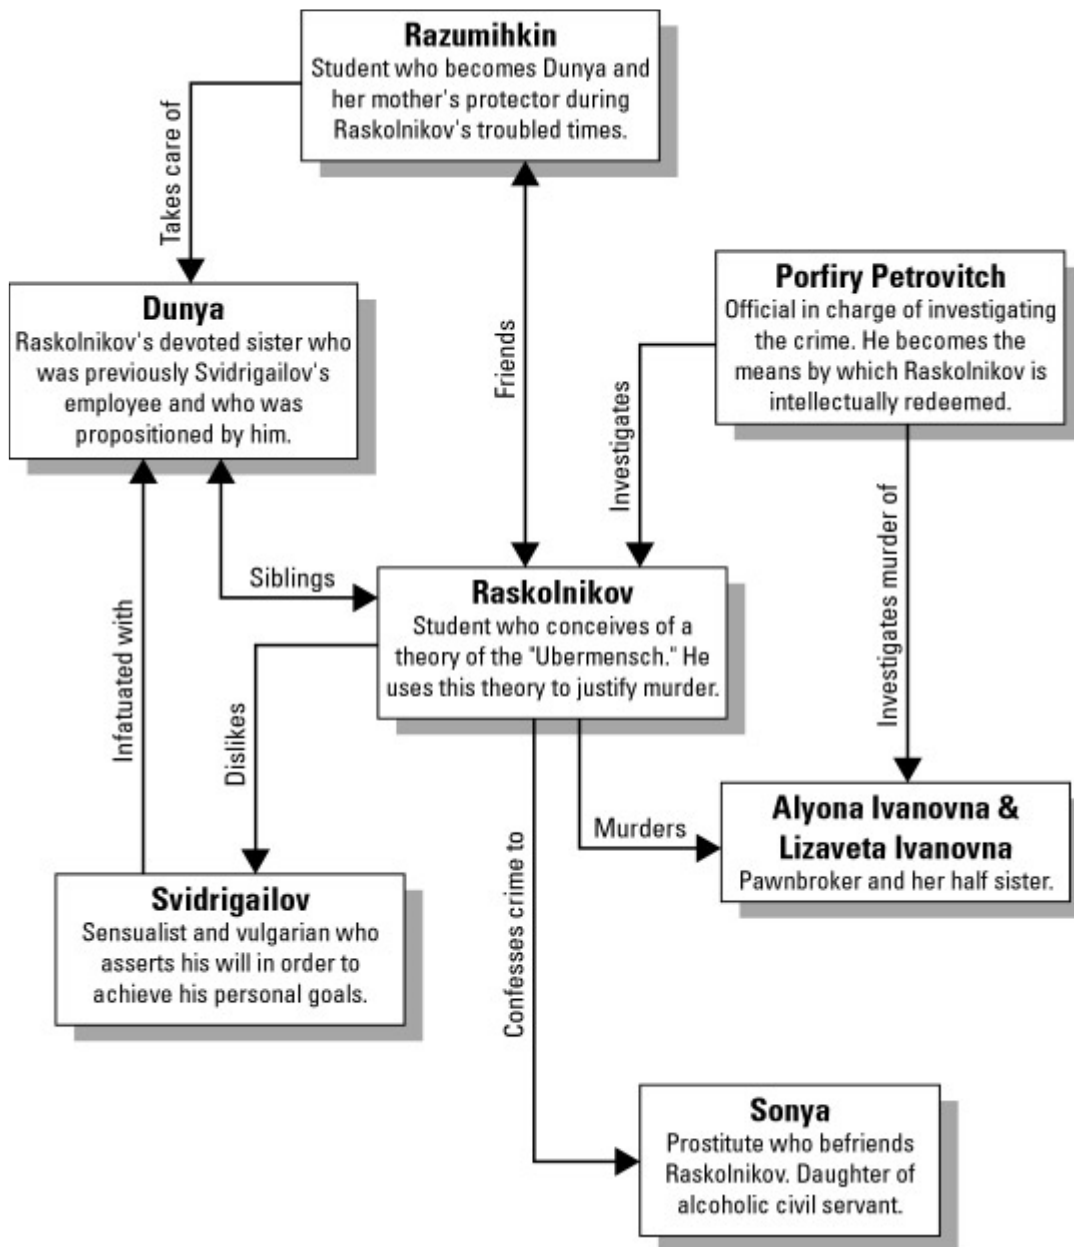 Razumihkin
Student who becomes Dunya and
her mother's protector during
Raskolnikov's troubled times.
Takes care of
Friends
Dunya
Raskolnikov's devoted sister who
was previously Svidrigailov's
employee and who was
propositioned by him.
Porfiry Petrovitch
Official in charge of investigating
the crime. He becomes the
means by which Raskolnikov is
intellectually redeemed.
Investigates
Investigates murder of
Siblings
Infatuated with
Raskolnikov
Student who conceives of a
theory of the "Ubermensch." He
uses this theory to justify murder.
Dislikes
Murders
Confesses crime to
Alyona Ivanovna &
Lizaveta Ivanovna
Pawnbroker and her half sister.
Svidrigailov
Sensualist and vulgarian who
asserts his will in order to
achieve his personal goals.
Sonya
Prostitute who befriends
Raskolnikov. Daughter of
alcoholic civil servant.